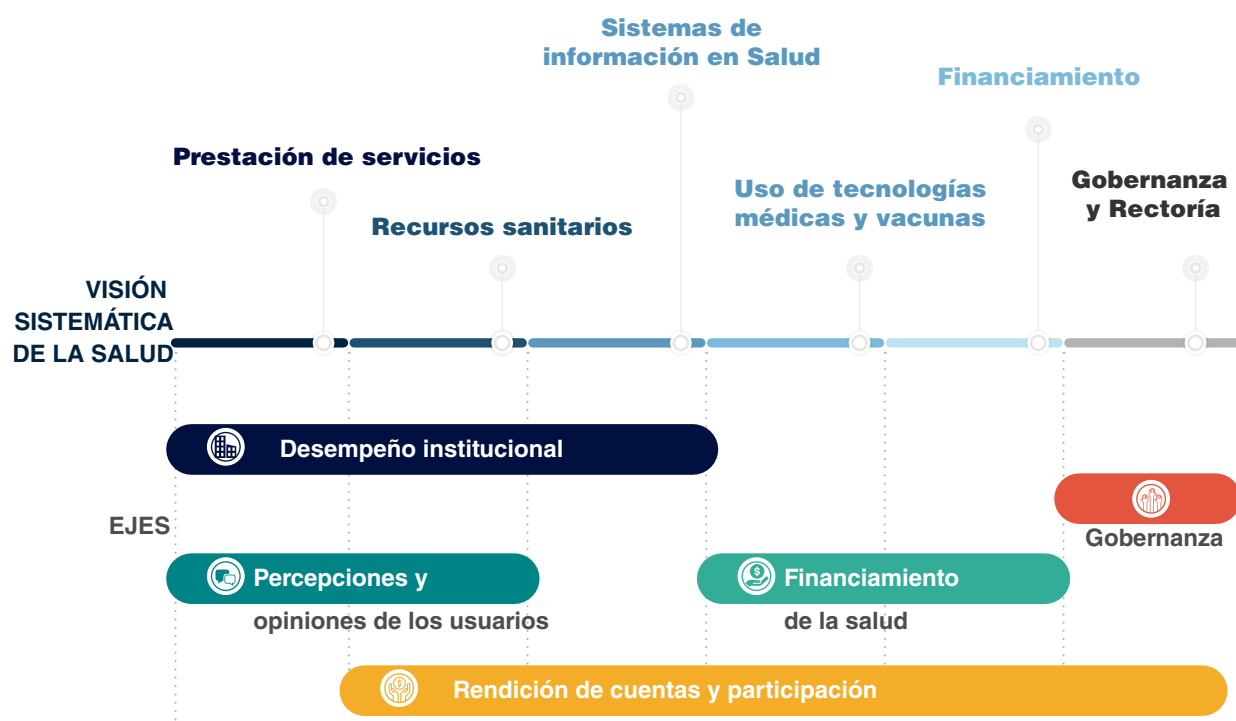 Sistemas de
información en Salud
Financiamiento
Prestación de servicios
Gobernanza
y Rectoría
Uso de tecnologías
médicas y vacunas
Recursos sanitarios
VISIÓN
SISTEMÁTICA
DE LA SALUD
Desempeño institucional
EJES
Gobernanza
Percepciones y
opiniones de los usuarios
Financiamiento
de la salud
Rendición de cuentas y participación